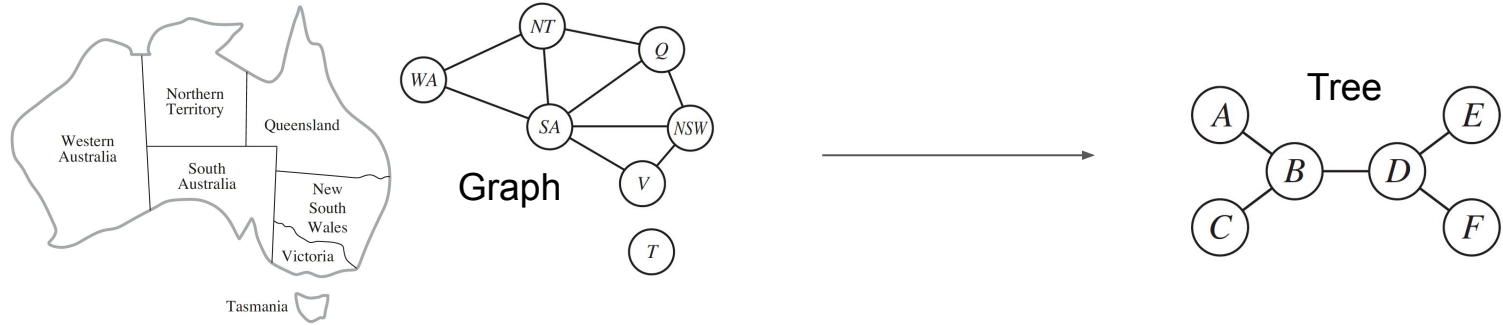 Western
Australia
Northern
Territory
South
Australia
Queensland
New
South
Wales
Victoria
Tasmania
NT
Q
WA
SA
NSW
V
T
Graph
Tree
A
E
B
D
C
F